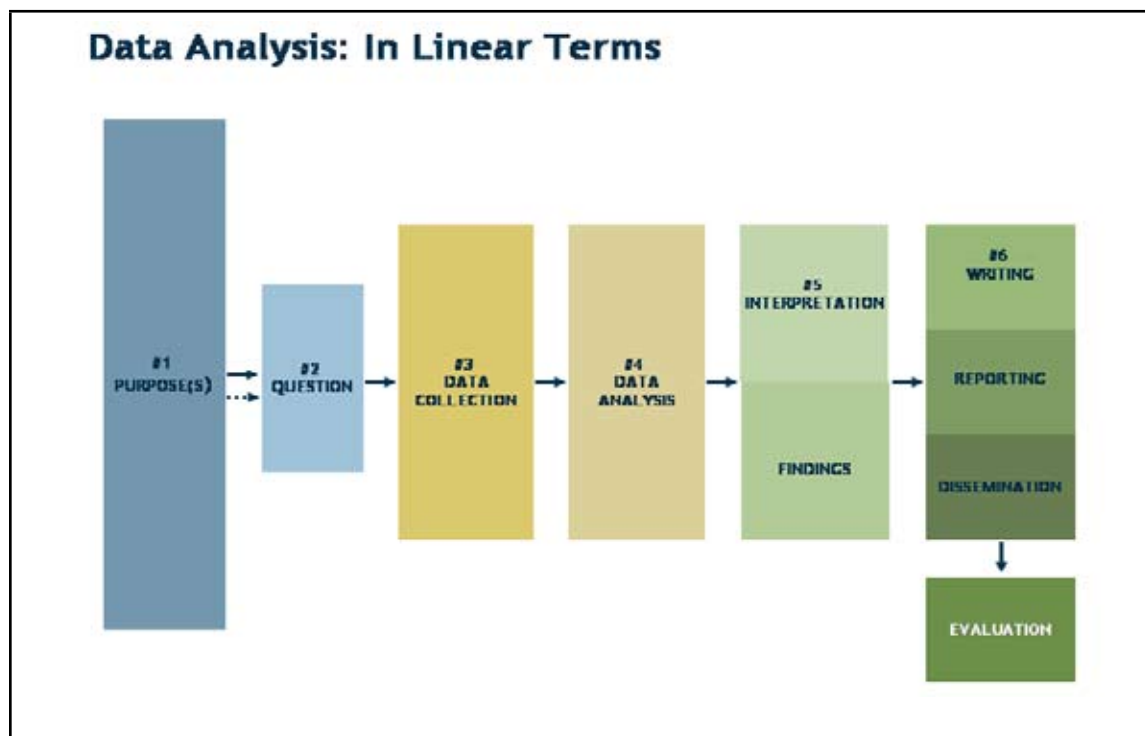 Data Analysis: In Linear Terms
#1
PURPOSE(S)
#2
QUESTION
#3
DATA
COLLECTION
#4
DATA
ANALYSIS
#5
INTERPRETATION
FINDINGS
#6
WRITING
REPORTING
DISSEMINATION
EVALUATION